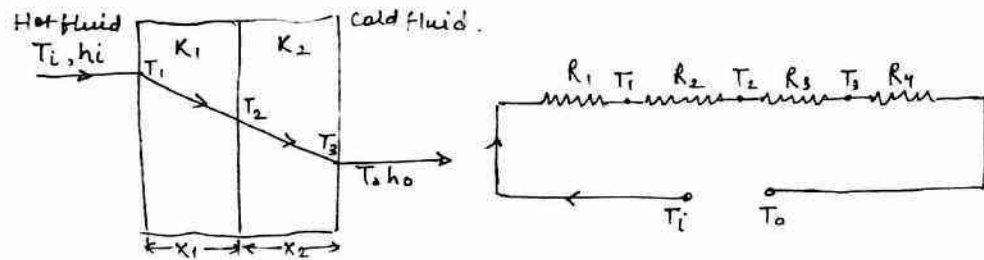 Hot fluid
Cold fluid.
Ti, hi
K1
K2
T1
T2
T3
To ho
x1
x2
R1 T1 R2 T2 R3 T3 R4
Ti
To